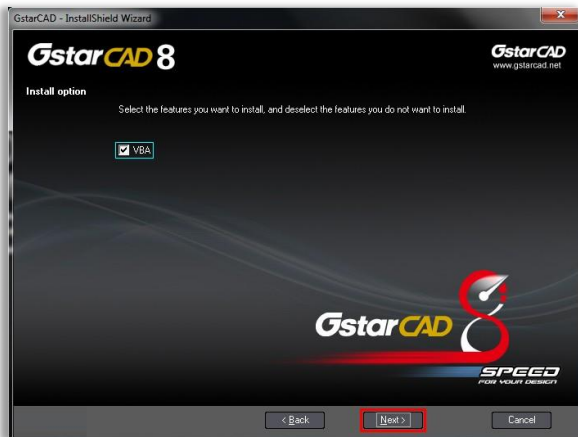 GstarCAD - InstallShield Wizard
GstarCAD 8
GstarCAD
www.gstarcad.net
Install option
Select the features you want to install, and deselect the features you do not want to install.
VBA
GstarCAD 8
SPEED
FOR YOUR DESIGN
< Back
Next >
Cancel